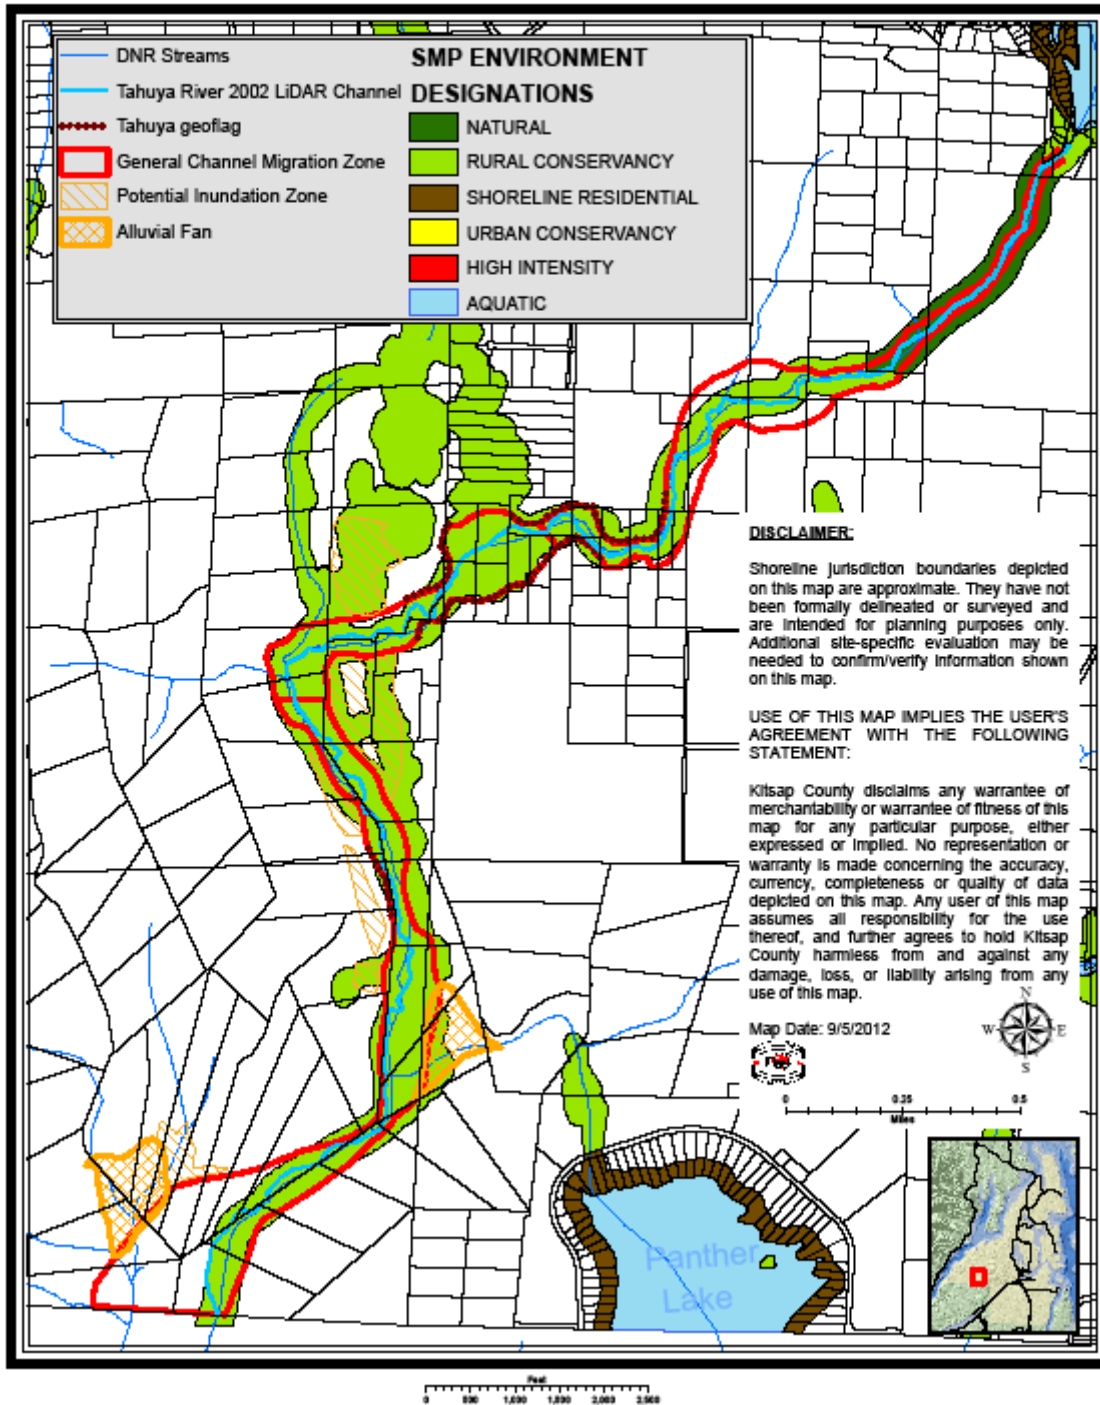 DNR Streams
Tahuya River 2002 LiDAR Channel
Tahuya geoflag
General Channel Migration Zone
Potential Inundation Zone
Alluvial Fan
SMP ENVIRONMENT
DESIGNATIONS
NATURAL
RURAL CONSERVANCY
SHORELINE RESIDENTIAL
URBAN CONSERVANCY
HIGH INTENSITY
AQUATIC
DISCLAIMER:
Shoreline jurisdiction boundaries depicted
on this map are approximate. They have not
been formally delineated or surveyed and
are intended for planning purposes only.
Additional site-specific evaluation may be
needed to confirm/verify information shown
on this map.
USE OF THIS MAP IMPLIES THE USER'S
AGREEMENT WITH THE FOLLOWING
STATEMENT:
Kitsap County disclaims any warrantee of
merchantability or warrantee of fitness of this
map for any particular purpose, either
expressed or implied. No representation or
warranty is made concerning the accuracy,
currency, completeness or quality of data
depicted on this map. Any user of this map
assumes all responsibility for the use
thereof, and further agrees to hold Kitsap
County harmless from and against any
damage, loss, or liability arising from any
use of this map.
Map Date: 9/5/2012
N
W E
S
0 0.25 0.5
Miles
Panther
Lake
Feet
0 500 1,000 1,500 2,000 2,500